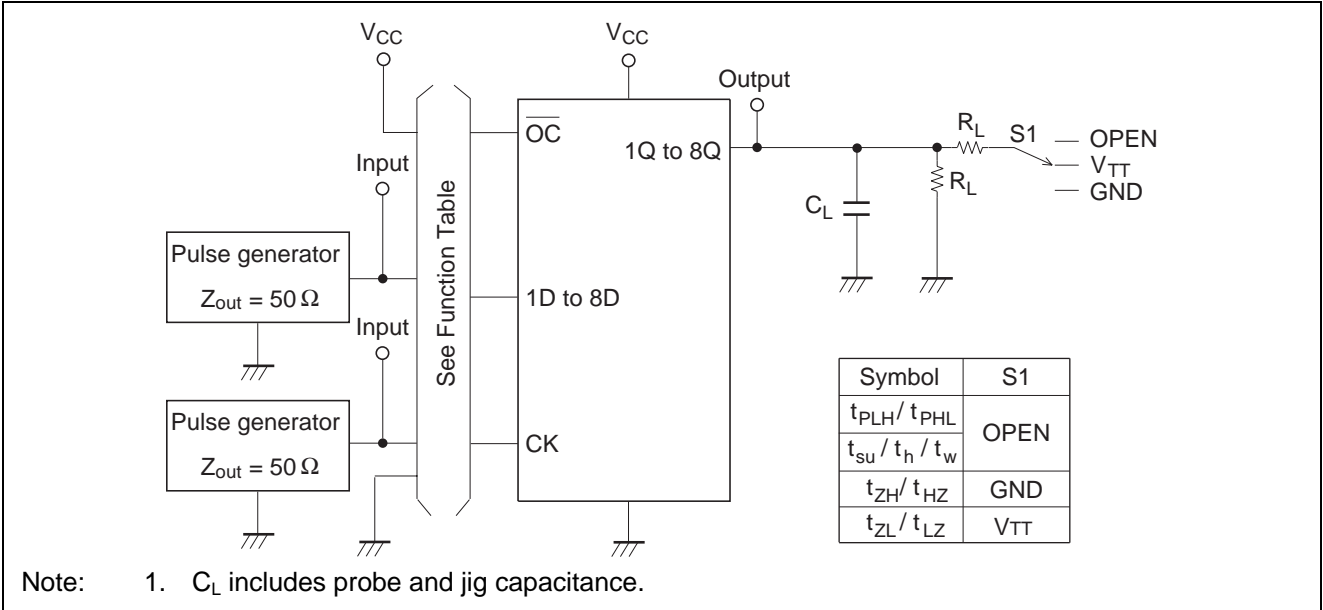 VCC
VCC
Output
OC
1Q to 8Q
RL
S1
OPEN
VTT
GND
RL
CL
Input
See Function Table
Pulse generator
Zout = 50 Ω
1D to 8D
Input
Pulse generator
Zout = 50 Ω
CK
Symbol S1
tPLH / tPHL
OPEN
tsu / th / tw
tZH / tHZ GND
tZL / tLZ VTT
Note: 1. CL includes probe and jig capacitance.